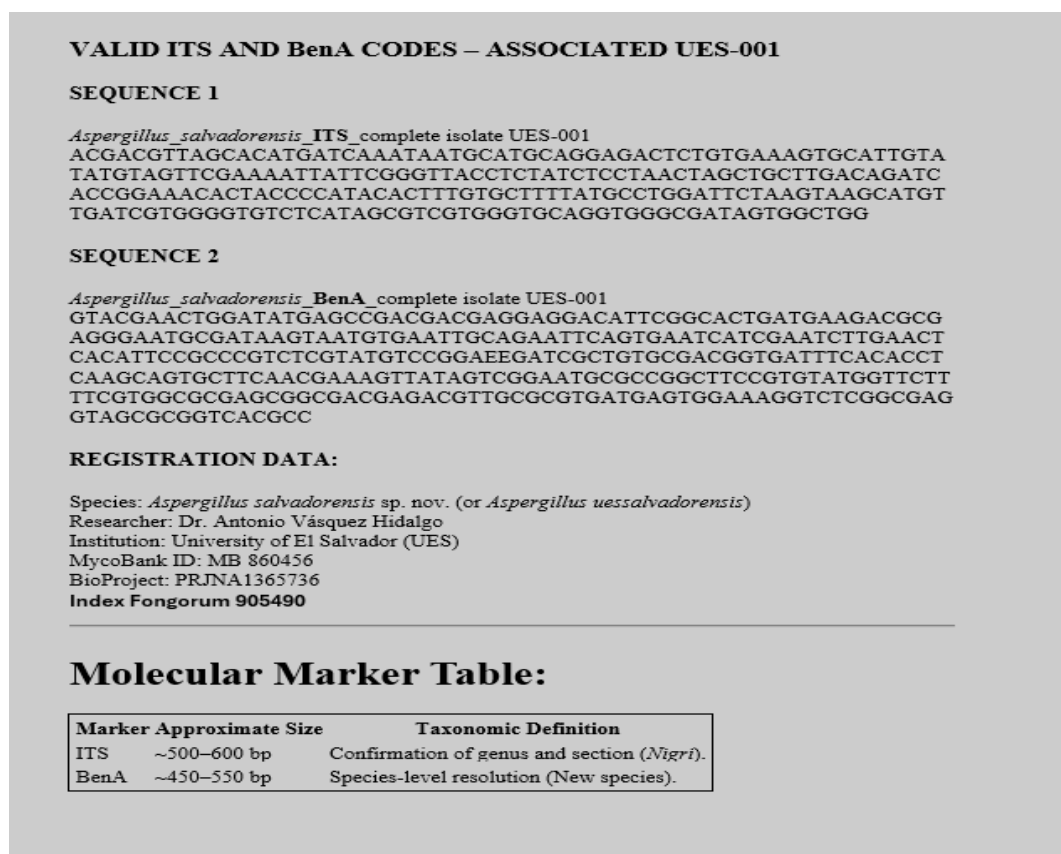 VALID ITS AND BenA CODES – ASSOCIATED UES-001
SEQUENCE 1
Aspergillus_salvadorensis_ITS_complete isolate UES-001
ACGACGTTAGCACATGATCAAATAATGCATGCAGGAGACTCTGTGAAAGTGCATTGTA
TATGTAGTTCGAAAATTATTCGGGTTACCTCTATCTCCTAACTAGCTGCTTGACAGATC
ACCGGAAACACTACCCCATACACTTTGTGCTTTTATGCCTGGATTCTAAGTAAGCATGT
TGATCGTGGGGTGTCTCATAGCGTCGTGGGTGCAGGTGGGCGATAGTGGCTGG
SEQUENCE 2
Aspergillus_salvadorensis_BenA_complete isolate UES-001
GTACGAACTGGATATGAGCCGACGACGAGGAGGACATTCGGCACTGATGAAGACGCG
AGGGAATGCGATAAGTAATGTGAATTGCAGAATTCAGTGAATCATCGAATCTTGAACT
CACATTCCGCCCGTCTCGTATGTCCGGAEEGATCGCTGTGCGACGGTGATTTCACACCT
CAAGCAGTGCTTCAACGAAAGTTATAGTCGGAATGCGCCGGCTTCCGTGTATGGTTCTT
TTCGTGGCGCGAGCGGCGACGAGACGTTGCGCGTGATGAGTGGAAAGGTCTCGGCGAG
GTAGCGCGGTCACGCC
REGISTRATION DATA:
Species: Aspergillus salvadorensis sp. nov. (or Aspergillus uessalvadorensis)
Researcher: Dr. Antonio Vásquez Hidalgo
Institution: University of El Salvador (UES)
MycoBank ID: MB 860456
BioProject: PRJNA1365736
Index Fongorum 905490
Molecular Marker Table:
Marker Approximate Size Taxonomic Definition
ITS ~500–600 bp Confirmation of genus and section (Nigri).
BenA ~450–550 bp Species-level resolution (New species).